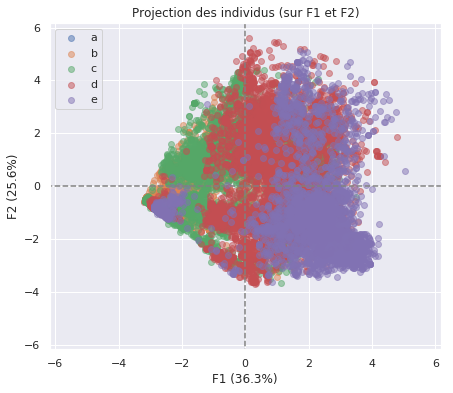 Projection des individus (sur F1 et F2)
6
4
2
0
−2
−4
−6
F2 (25.6%)
a
b
c
d
e
−6
−4
−2
0
2
4
6
F1 (36.3%)